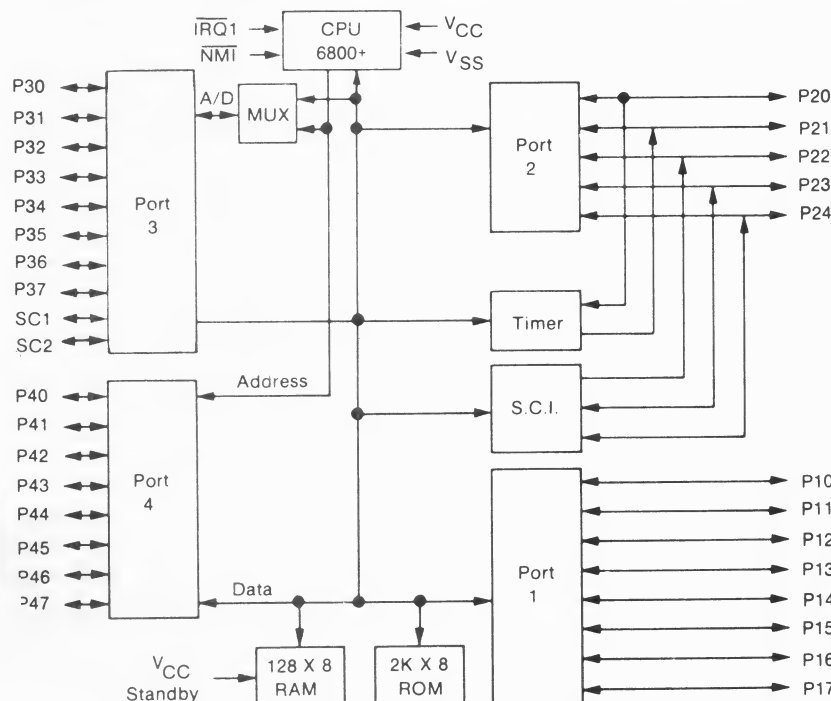 IRQ1
CPU
6800+
VCC
NMI
VSS
P30
P31
P32
P33
P34
P35
P36
P37
SC1
SC2
Port
3
A/D
MUX
Port
2
P20
P21
P22
P23
P24
Timer
S.C.I.
Address
P40
P41
P42
P43
P44
P45
P46
P47
Port
4
Data
Port
1
P10
P11
P12
P13
P14
P15
P16
P17
VCC
Standby
128 X 8
RAM
2K X 8
ROM